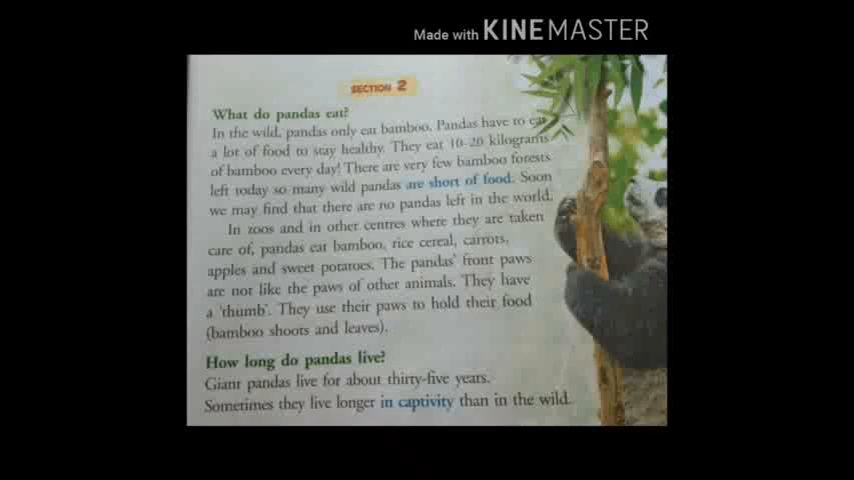 Made with KINEMASTER
SECTION 2
What do pandas eat?
In the wild, pandas only eat bamboo. Pandas have to eat
a lot of food to stay healthy. They eat 10-20 kilograms
of bamboo every day! There are very few bamboo forests
left today so many wild pandas are short of food. Soon
we may find that there are no pandas left in the world.
In zoos and in other centres where they are taken
care of, pandas eat bamboo, rice cereal, carrots,
apples and sweet potatoes. The pandas' front paws
are not like the paws of other animals. They have
a 'thumb'. They use their paws to hold their food
(bamboo shoots and leaves).
How long do pandas live?
Giant pandas live for about thirty-five years.
Sometimes they live longer in captivity than in the wild.